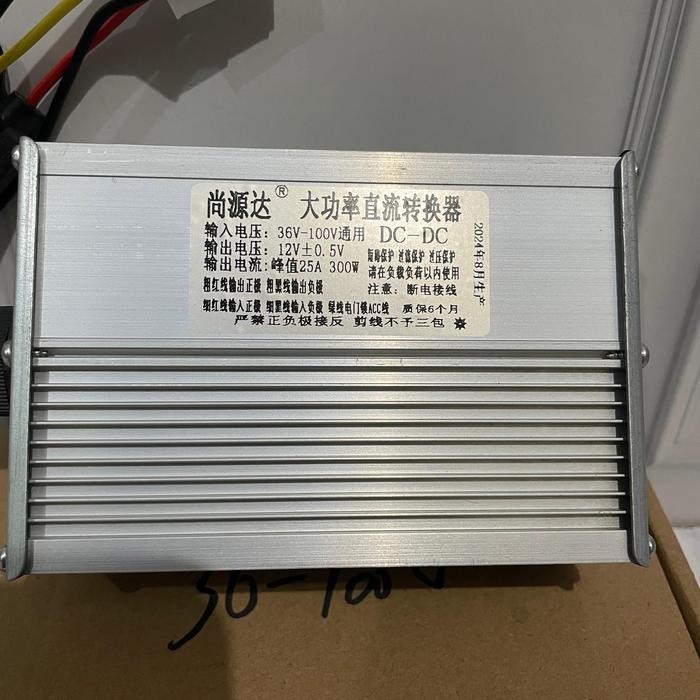 尚源达® 大功率直流转换器
输入电压：36V-100V通用 DC-DC
输出电压：12V±0.5V 短路保护 过流保护 过压保护
输出电流：峰值25A 300W 请在负载负荷以内使用
粗红线输出正极 粗黑线输出负极 注意：断电接线
细红线输入正极 细黑线输入负极 绿线电门锁ACC线 质保6个月
严禁正负极接反 剪线不予三包
2024年8月生产
30-100V